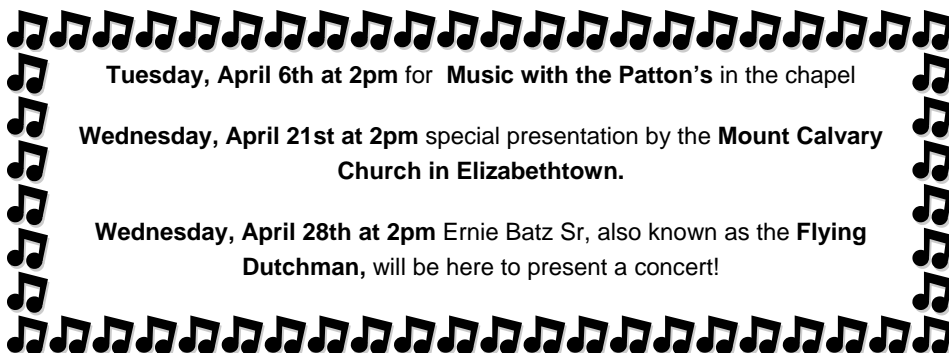 Tuesday, April 6th at 2pm for Music with the Patton's in the chapel
Wednesday, April 21st at 2pm special presentation by the Mount Calvary
Church in Elizabethtown.
Wednesday, April 28th at 2pm Ernie Batz Sr, also known as the Flying
Dutchman, will be here to present a concert!